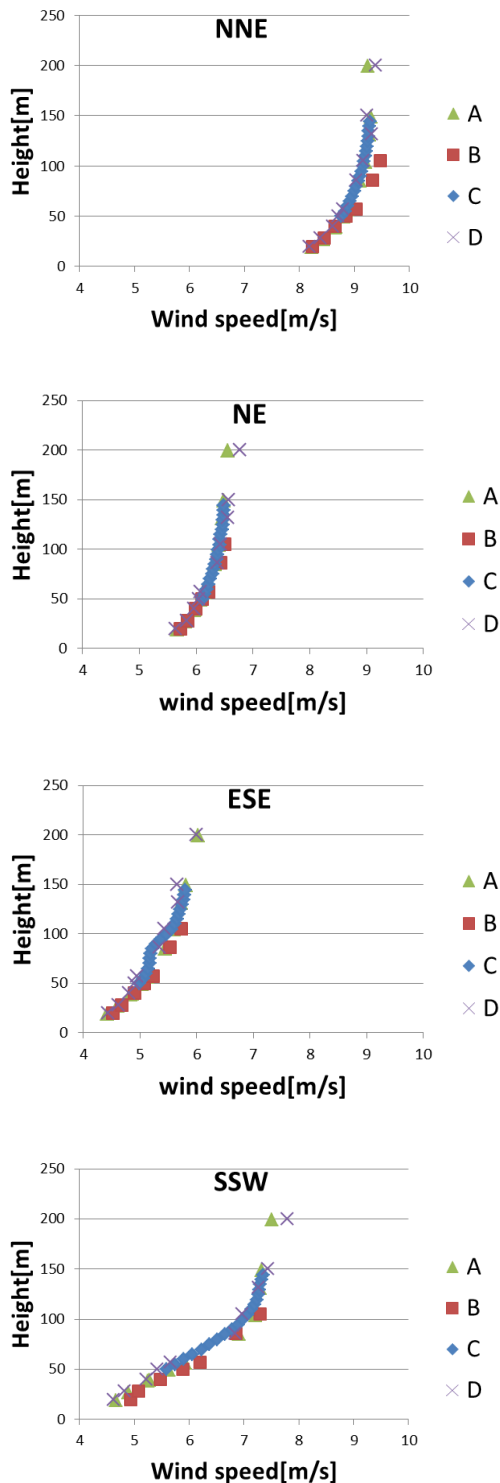 NNE
Height[m]
250
200
150
100
50
0
4 5 6 7 8 9 10
Wind speed[m/s]
A
B
C
D
NE
Height[m]
250
200
150
100
50
0
4 5 6 7 8 9 10
wind speed[m/s]
A
B
C
D
ESE
Height[m]
250
200
150
100
50
0
4 5 6 7 8 9 10
wind speed[m/s]
A
B
C
D
SSW
Height[m]
250
200
150
100
50
0
4 5 6 7 8 9 10
Wind speed[m/s]
A
B
C
D